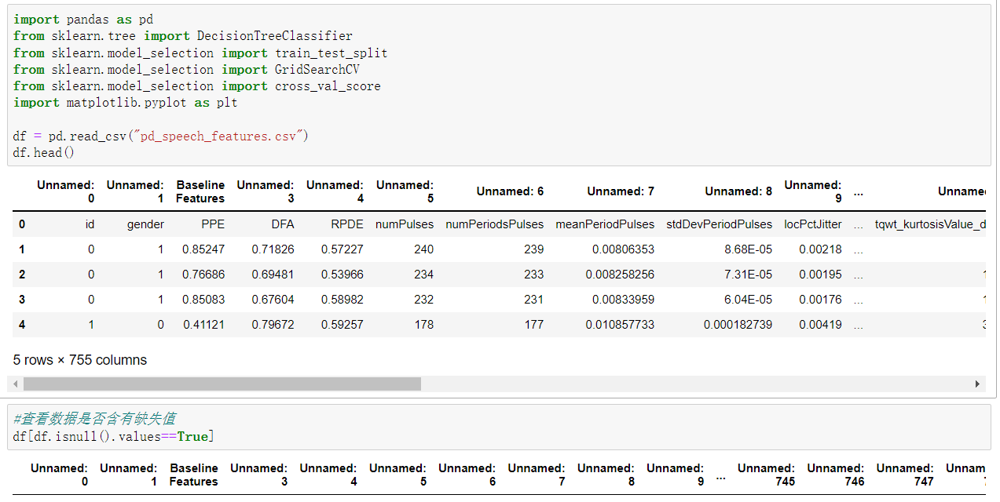 import pandas as pd
from sklearn.tree import DecisionTreeClassifier
from sklearn.model_selection import train_test_split
from sklearn.model_selection import GridSearchCV
from sklearn.model_selection import cross_val_score
import matplotlib.pyplot as plt
df = pd.read_csv("pd_speech_features.csv")
df.head()
Unnamed: 0 Unnamed: 1 Baseline Features Unnamed: 3 Unnamed: 4 Unnamed: 5 Unnamed: 6 Unnamed: 7 Unnamed: 8 Unnamed: 9 ... Unname
0 id gender PPE DFA RPDE numPulses numPeriodsPulses meanPeriodPulses stdDevPeriodPulses locPctJitter ... tqwt_kurtosisValue_d
1 0 1 0.85247 0.71826 0.57227 240 239 0.00806353 8.68E-05 0.00218 ...
2 0 1 0.76686 0.69481 0.53966 234 233 0.008258256 7.31E-05 0.00195 ... 1
3 0 1 0.85083 0.67604 0.58982 232 231 0.00833959 6.04E-05 0.00176 ... 1
4 1 0 0.41121 0.79672 0.59257 178 177 0.010857733 0.000182739 0.00419 ... 3
5 rows × 755 columns
#查看数据是否含有缺失值
df[df.isnull().values==True]
Unnamed: 0 Unnamed: 1 Baseline Features Unnamed: 3 Unnamed: 4 Unnamed: 5 Unnamed: 6 Unnamed: 7 Unnamed: 8 Unnamed: 9 ... Unnamed: 745 Unnamed: 746 Unnamed: 747 Unnam